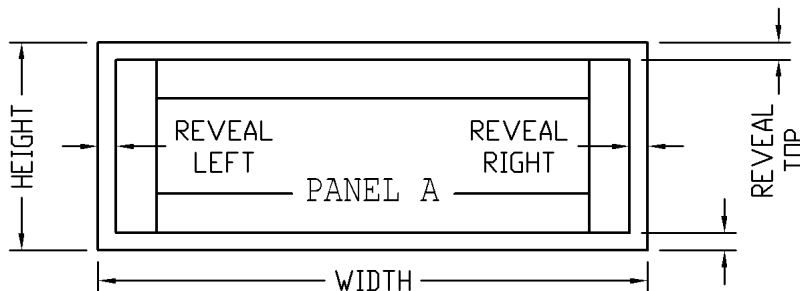 HEIGHT
REVEAL
LEFT
REVEAL
RIGHT
PANEL A
REVEAL
TOP
WIDTH